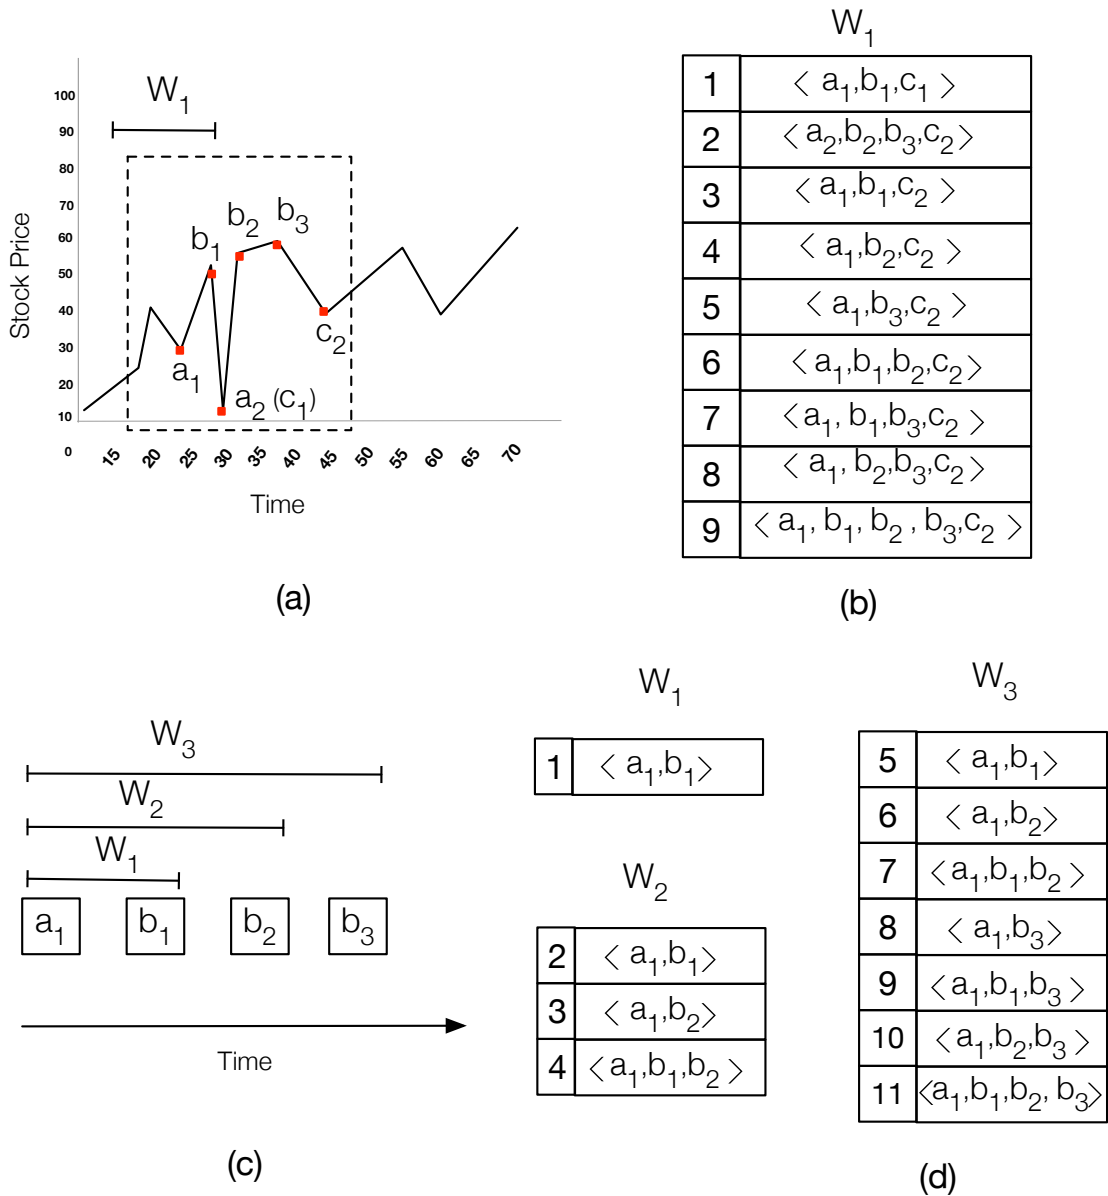 W1
1 < a1,b1,c1 >
2 < a2,b2,b3,c2>
3 < a1,b1,c2 >
4 < a1,b2,c2 >
5 < a1,b3,c2 >
6 < a1,b1,b2,c2>
7 < a1, b1,b3,c2 >
8 < a1, b2,b3,c2>
9 < a1, b1, b2 , b3,c2 >
(b)
Stock Price
100
90
80
70
60
50
40
30
20
10
0
W1
b1
b2
b3
a1
a2 (c1)
c2
15 20 25 30 35 40 45 50 55 60 65 70
Time
(a)
W3
W2
W1
a1 b1 b2 b3
Time
(c)
W1
1 < a1,b1>
W2
2 < a1,b1>
3 < a1,b2>
4 < a1,b1,b2 >
W3
5 < a1,b1>
6 < a1,b2>
7 <a1,b1,b2>
8 < a1,b3>
9 <a1,b1,b3>
10 <a1,b2,b3>
11 <a1,b1,b2, b3>
(d)